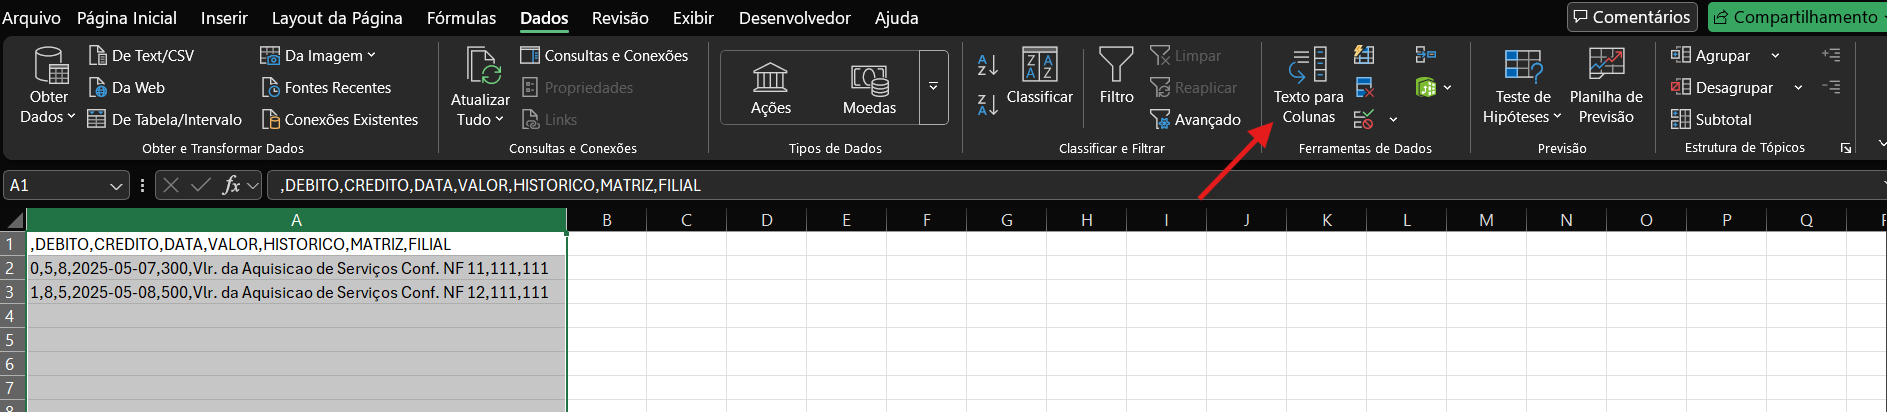 Arquivo Página Inicial Inserir Layout da Página Fórmulas Dados Revisão Exibir Desenvolvedor Ajuda Comentários Compartilhamento
Obter Dados
De Text/CSV
Da Web
De Tabela/Intervalo
Da Imagem
Fontes Recentes
Conexões Existentes
Obter e Transformar Dados
Atualizar Tudo
Consultas e Conexões
Propriedades
Links
Consultas e Conexões
Ações
Moedas
Tipos de Dados
A
Z
Z
A
Z A
A Z
Classificar
Filtro
Limpar
Reaplicar
Avançado
Classificar e Filtrar
Texto para
Colunas
Ferramentas de Dados
Teste de
Hipóteses
Planilha de
Previsão
Previsão
Agrupar
Desagrupar
Subtotal
Estrutura de Tópicos
A1 fx ,DEBITO,CREDITO,DATA,VALOR,HISTORICO,MATRIZ,FILIAL
A B C D E F G H I J K L M N O P Q
1 ,DEBITO,CREDITO,DATA,VALOR,HISTORICO,MATRIZ,FILIAL
2 0,5,8,2025-05-07,300,Vlr. da Aquisicao de Serviços Conf. NF 11,111,111
3 1,8,5,2025-05-08,500,Vlr. da Aquisicao de Serviços Conf. NF 12,111,111
4
5
6
7